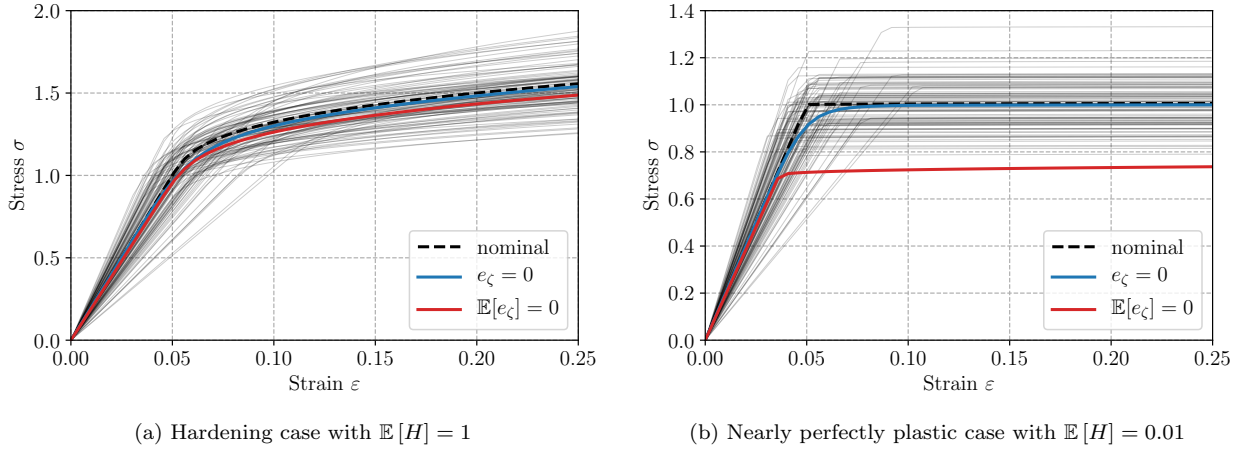 2.0
1.5
1.0
0.5
0.0
0.00
0.05
0.10
0.15
0.20
0.25
Stress σ
Strain ε
nominal
e_ζ = 0
𝔼[e_ζ] = 0
(a) Hardening case with 𝔼 [H] = 1
1.4
1.2
1.0
0.8
0.6
0.4
0.2
0.0
0.00
0.05
0.10
0.15
0.20
0.25
Stress σ
Strain ε
nominal
e_ζ = 0
𝔼[e_ζ] = 0
(b) Nearly perfectly plastic case with 𝔼 [H] = 0.01